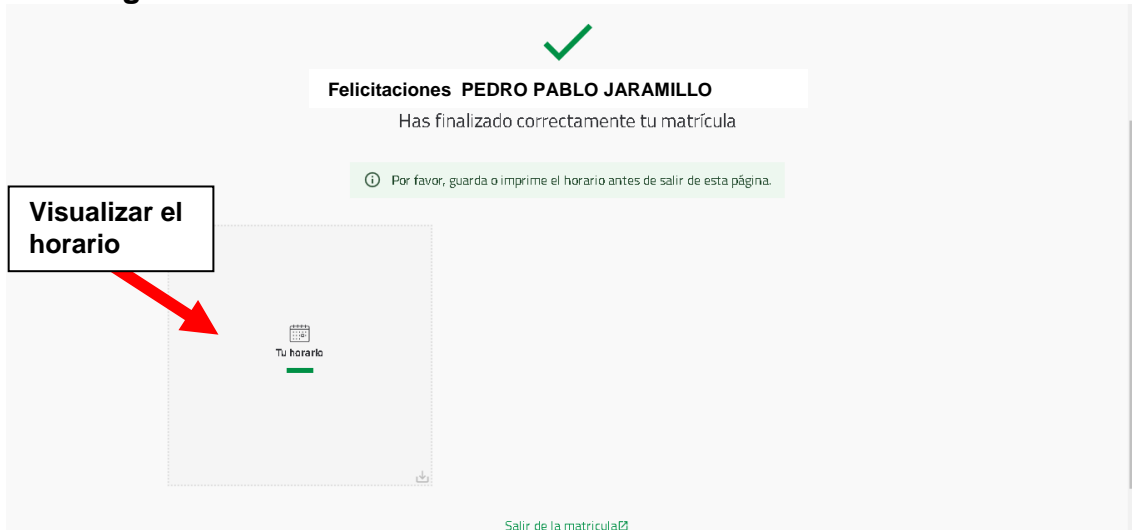 Felicitaciones PEDRO PABLO JARAMILLO
Has finalizado correctamente tu matrícula
Por favor, guarda o imprime el horario antes de salir de esta página.
Visualizar el
horario
Tu horario
Salir de la matricula